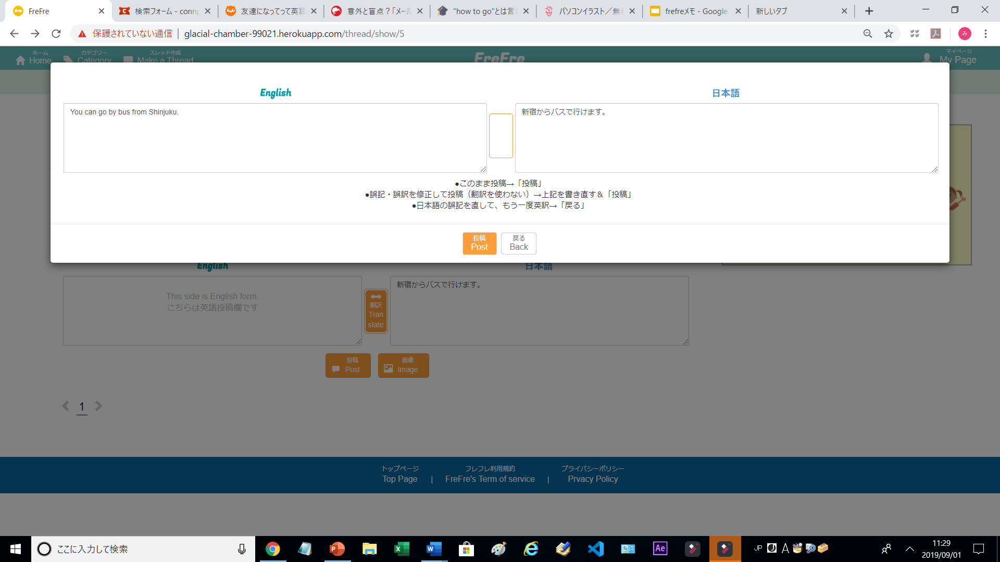 FreFre
検索フォーム - connp
友達になってって英語
意外と盲点?「メール
"how to go"とは言わ
パソコンイラスト／無料
frefreメモ - Google
新しいタブ
保護されていない通信
glacial-chamber-99021.herokuapp.com/thread/show/5
み
ホーム
Home
カテゴリー
Category
スレッド作成
Make a Thread
FreFre
マイページ
My Page
English
日本語
You can go by bus from Shinjuku.
新宿からバスで行けます。
●このまま投稿→「投稿」
●誤記・誤訳を修正して投稿（翻訳を使わない）→上記を書き直す＆「投稿」
●日本語の誤記を直して、もう一度英訳→「戻る」
投稿
Post
戻る
Back
English
日本語
This side is English form.
こちらは英語投稿欄です
翻訳
Tran
slate
新宿からバスで行けます。
投稿
Post
画像
Image
1
トップページ
Top Page
|
フレフレ利用規約
FreFre's Term of service
|
プライバシーポリシー
Prvacy Policy
ここに入力して検索
Ae
JP
A
11:29
2019/09/01